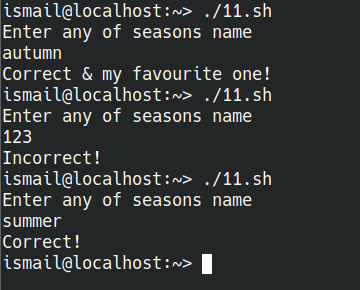 ismail@localhost:~> ./11.sh
Enter any of seasons name
autumn
Correct & my favourite one!
ismail@localhost:~> ./11.sh
Enter any of seasons name
123
Incorrect!
ismail@localhost:~> ./11.sh
Enter any of seasons name
summer
Correct!
ismail@localhost:~>